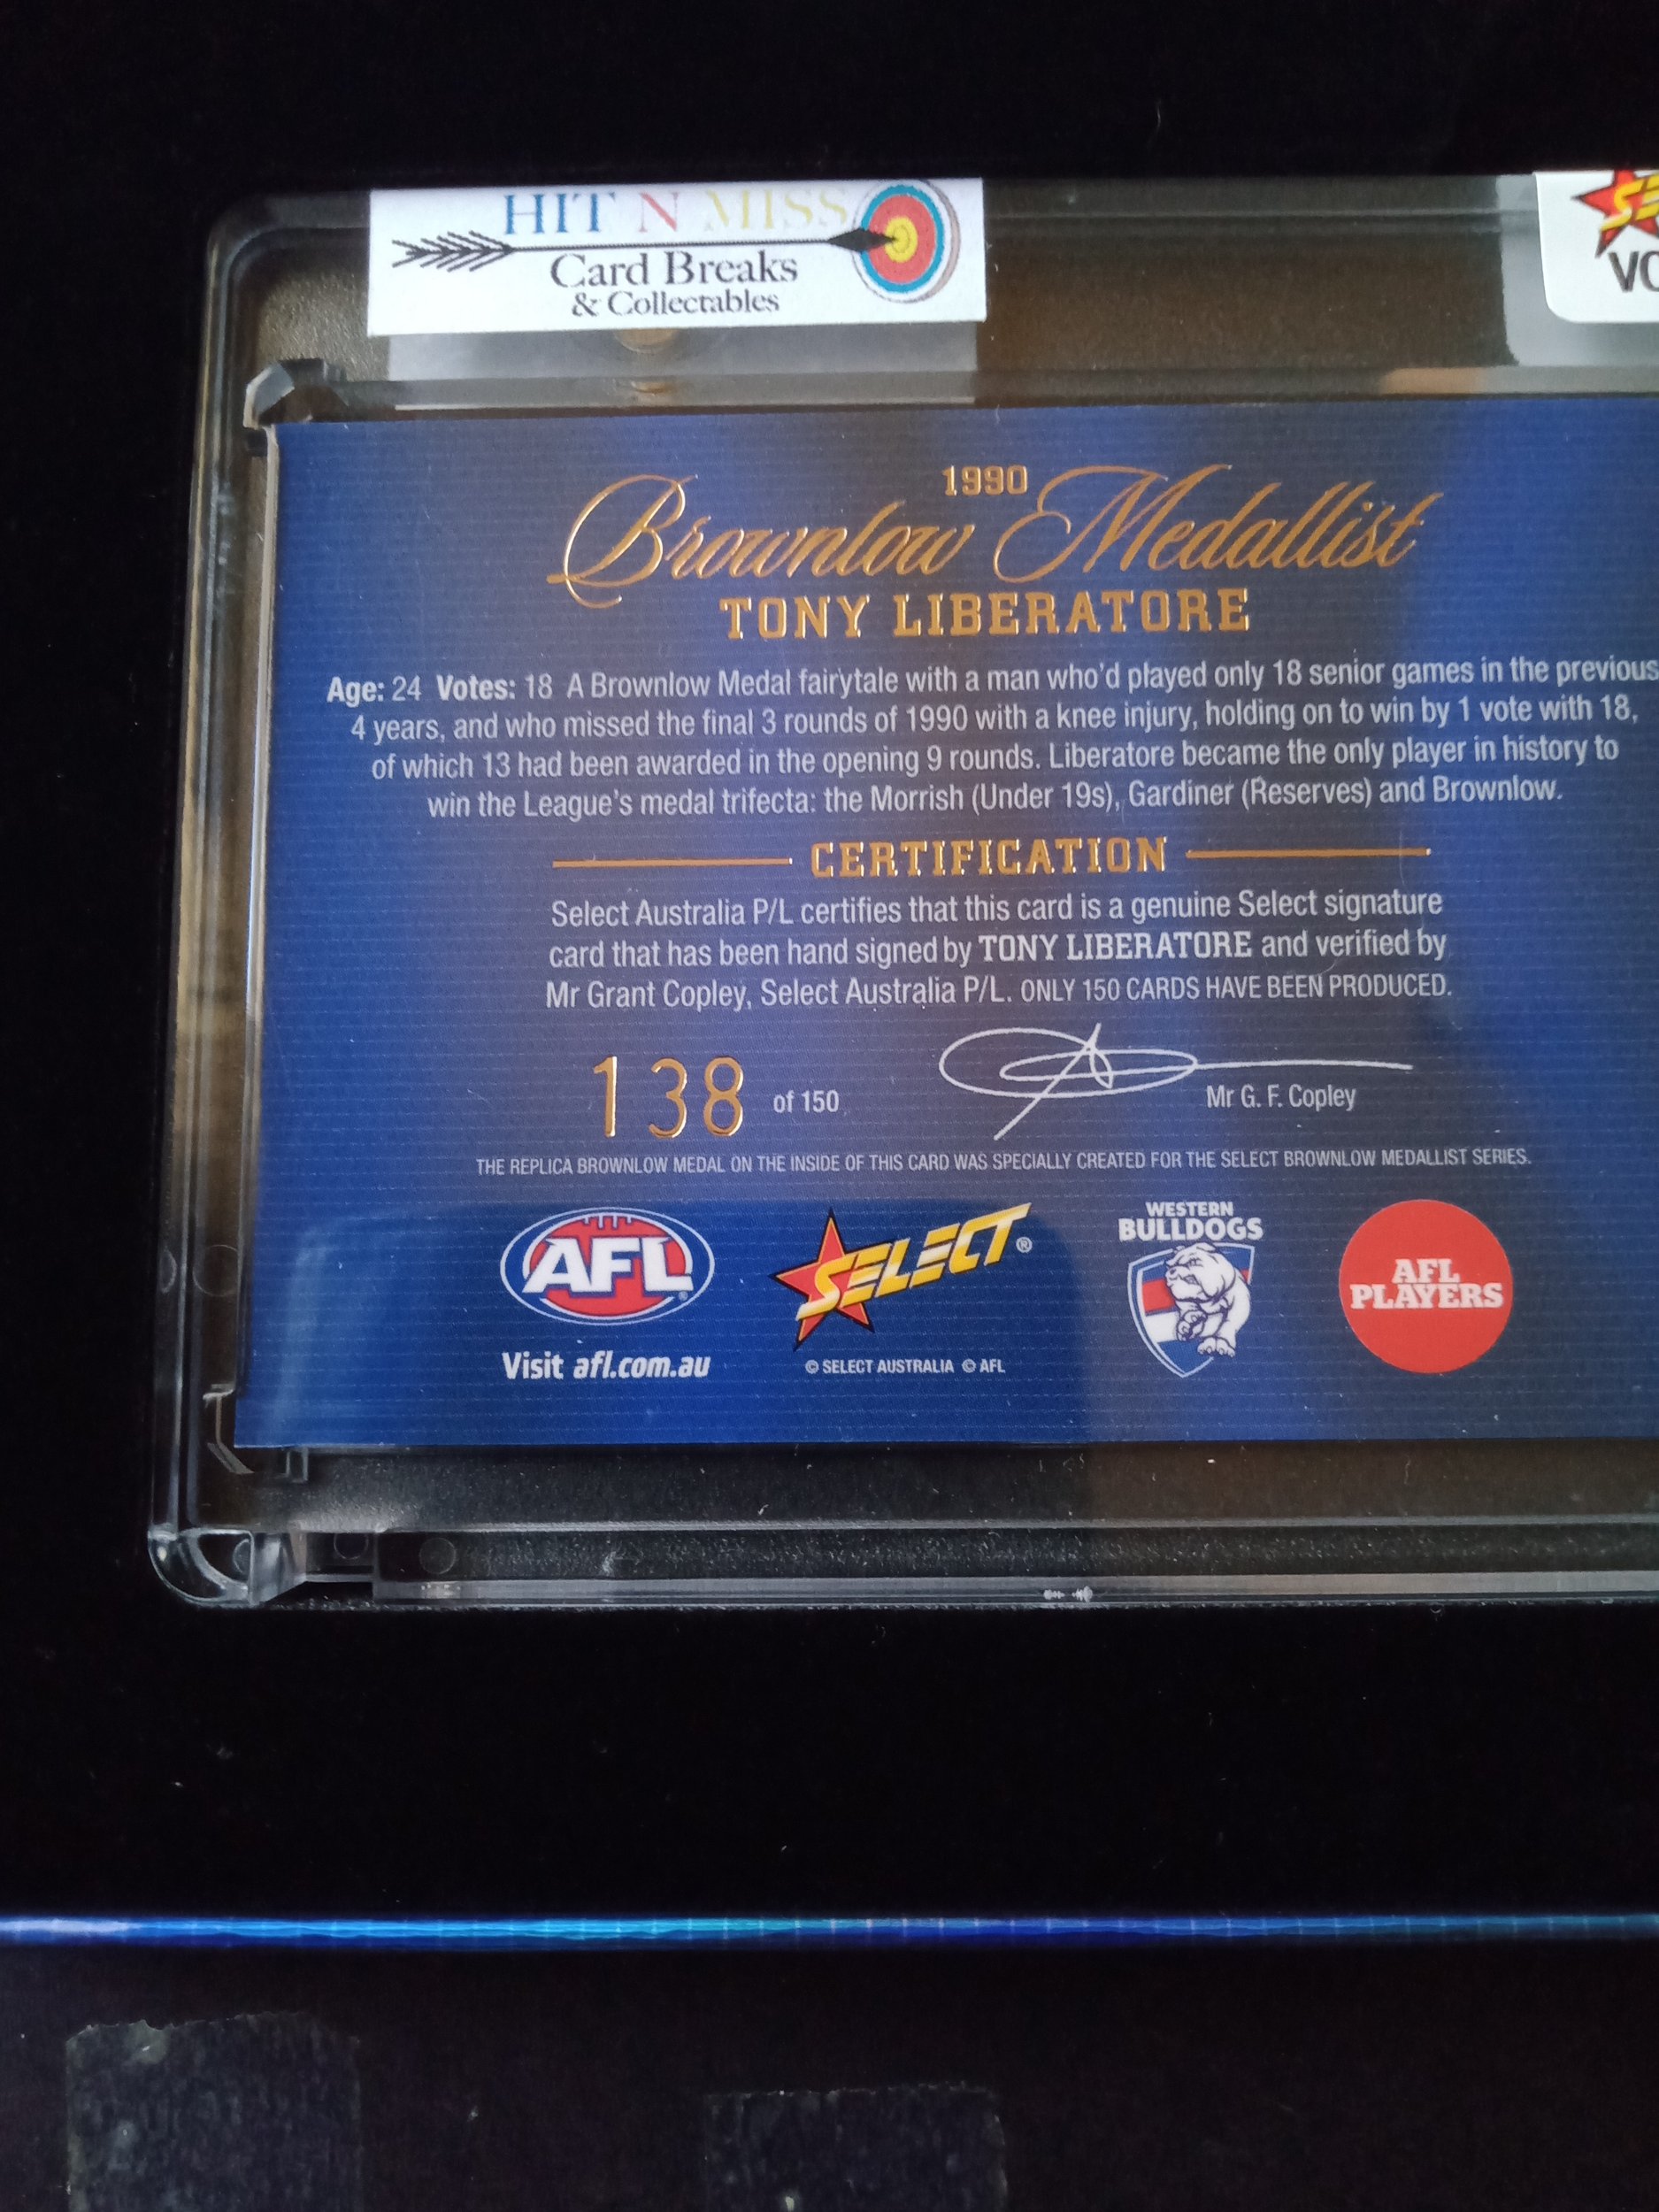 HIT N MISS
Card Breaks
& Collectables
1990
Brownlow Medallist
TONY LIBERATORE
Age: 24 Votes: 18 A Brownlow Medal fairytale with a man who'd played only 18 senior games in the previous
4 years, and who missed the final 3 rounds of 1990 with a knee injury, holding on to win by 1 vote with 18,
of which 13 had been awarded in the opening 9 rounds. Liberatore became the only player in history to
win the League's medal trifecta: the Morrish (Under 19s), Gardiner (Reserves) and Brownlow.
CERTIFICATION
Select Australia P/L certifies that this card is a genuine Select signature
card that has been hand signed by TONY LIBERATORE and verified by
Mr Grant Copley, Select Australia P/L. ONLY 150 CARDS HAVE BEEN PRODUCED.
138 of 150
Mr G. F. Copley
THE REPLICA BROWNLOW MEDAL ON THE INSIDE OF THIS CARD WAS SPECIALLY CREATED FOR THE SELECT BROWNLOW MEDALLIST SERIES.
AFL
®
Visit afl.com.au
SELECT®
© SELECT AUSTRALIA © AFL
WESTERN
BULLDOGS
AFL
PLAYERS